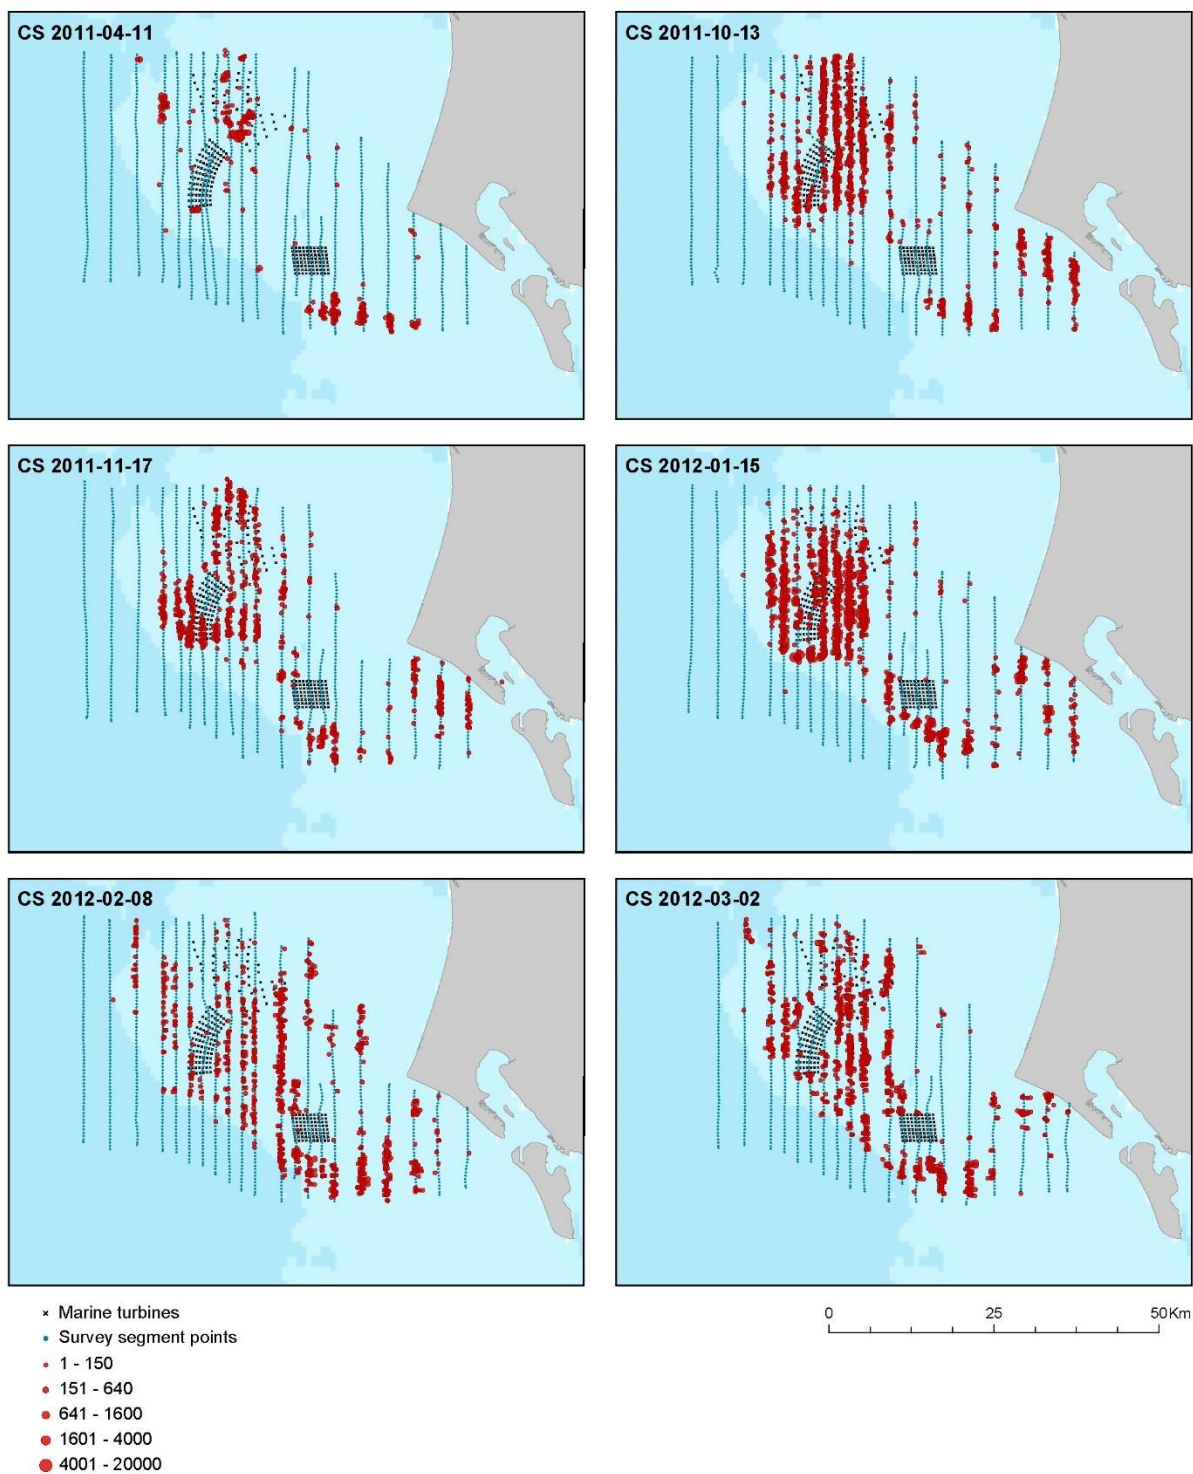 CS 2011-04-11
CS 2011-10-13
CS 2011-11-17
CS 2012-01-15
CS 2012-02-08
CS 2012-03-02
× Marine turbines
Survey segment points
1 - 150
151 - 640
641 - 1600
1601 - 4000
4001 - 20000
0 25 50Km